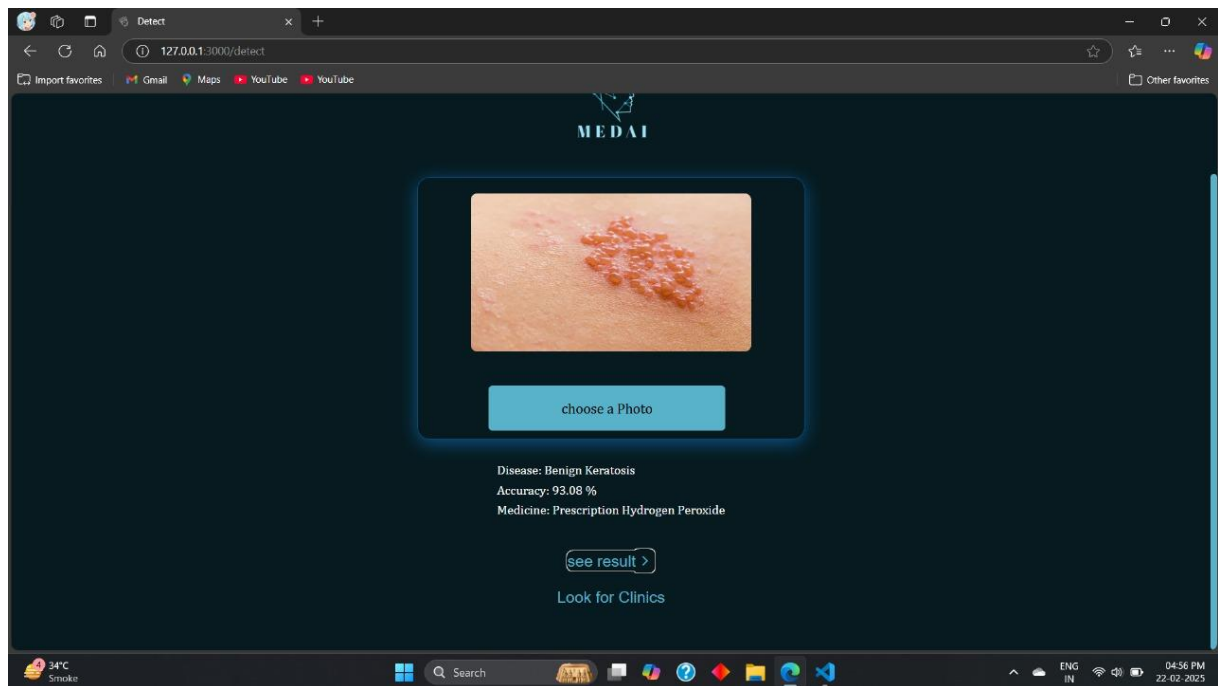 Detect
127.0.0.1:3000/detect
Import favorites
Gmail
Maps
YouTube
YouTube
Other favorites
MEDAI
choose a Photo
Disease: Benign Keratosis
Accuracy: 93.08 %
Medicine: Prescription Hydrogen Peroxide
see result >
Look for Clinics
4
34°C
Smoke
Search
ENG
IN
04:56 PM
22-02-2025